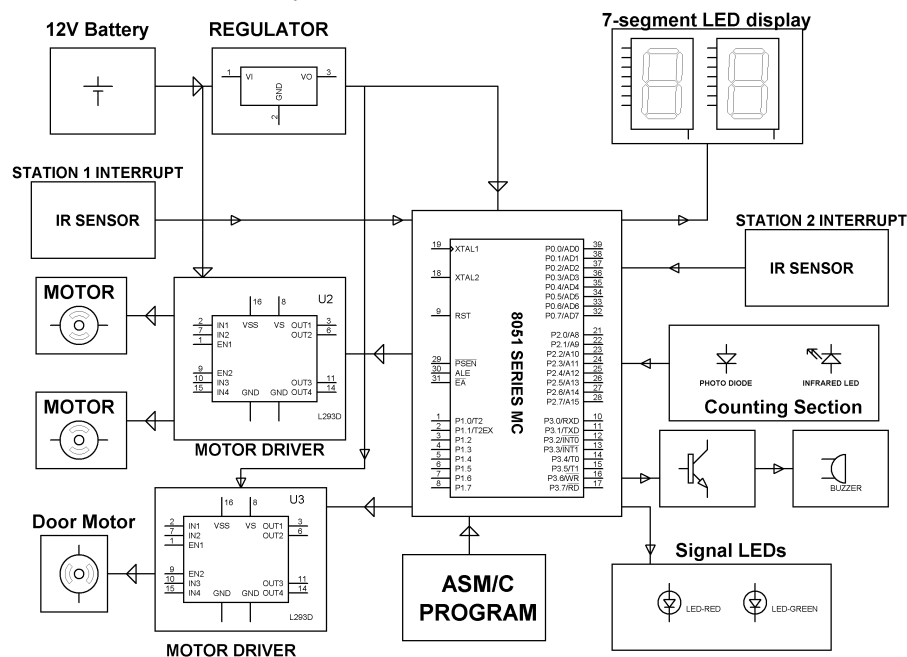 12V Battery
REGULATOR
7-segment LED display
1
VI
VO
3
GND
2
STATION 1 INTERRUPT
IR SENSOR
STATION 2 INTERRUPT
IR SENSOR
MOTOR
MOTOR
16
8
U2
VSS
VS
2
IN1
OUT1
3
7
IN2
OUT2
6
1
EN1
9
EN2
10
IN3
OUT3
11
15
IN4
GND
GND
OUT4
14
L293D
MOTOR DRIVER
19
XTAL1
18
XTAL2
9
RST
29
PSEN
30
ALE
31
EA
1
P1.0/T2
2
P1.1/T2EX
3
P1.2
4
P1.3
5
P1.4
6
P1.5
7
P1.6
8
P1.7
8051 SERIES MC
P0.0/AD0
39
P0.1/AD1
38
P0.2/AD2
37
P0.3/AD3
36
P0.4/AD4
35
P0.5/AD5
34
P0.6/AD6
33
P0.7/AD7
32
P2.0/A8
21
P2.1/A9
22
P2.2/A10
23
P2.3/A11
24
P2.4/A12
25
P2.5/A13
26
P2.6/A14
27
P2.7/A15
28
P3.0/RXD
10
P3.1/TXD
11
P3.2/INT0
12
P3.3/INT1
13
P3.4/T0
14
P3.5/T1
15
P3.6/WR
16
P3.7/RD
17
PHOTO DIODE
INFRARED LED
Counting Section
BUZZER
Door Motor
16
8
U3
VSS
VS
2
IN1
OUT1
3
7
IN2
OUT2
6
1
EN1
9
EN2
10
IN3
OUT3
11
15
IN4
GND
GND
OUT4
14
L293D
MOTOR DRIVER
ASM/C
PROGRAM
Signal LEDs
LED-RED
LED-GREEN